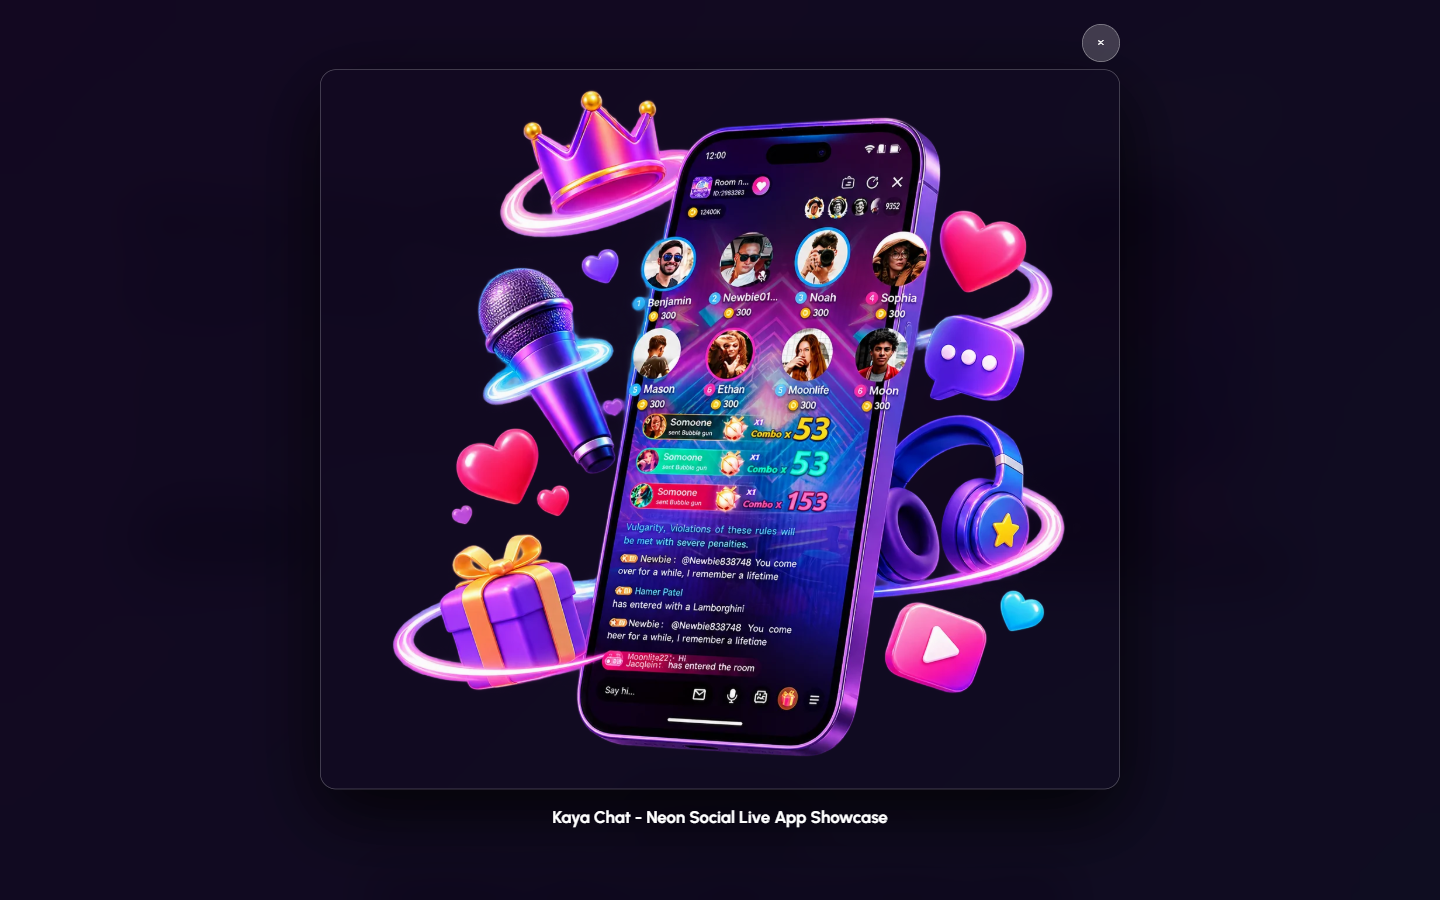 ×
12:00
Room n...
ID:2993283
12400K
9352
1 Benjamin
300
2 Newbie01...
300
3 Noah
300
4 Sophia
300
5 Mason
300
6 Ethan
300
5 Moonlife
300
6 Moon
300
Somoene
sent Bubble gun
X1
Combo x 53
Somoone
sent Bubble gun
X1
Combo x 53
Somoone
sent Bubble gun
X1
Combo x 153
Vulgarity, Violations of these rules will
be met with severe penalties.
Newbie : @Newbie838748 You come
over for a while, I remember a lifetime
Hamer Patel
has entered with a Lamborghini
Newbie : @Newbie838748 You come
heer for a while, I remember a lifetime
Moonlite22 : Hi
Jacqlein : has entered the room
Say hi...
Kaya Chat - Neon Social Live App Showcase